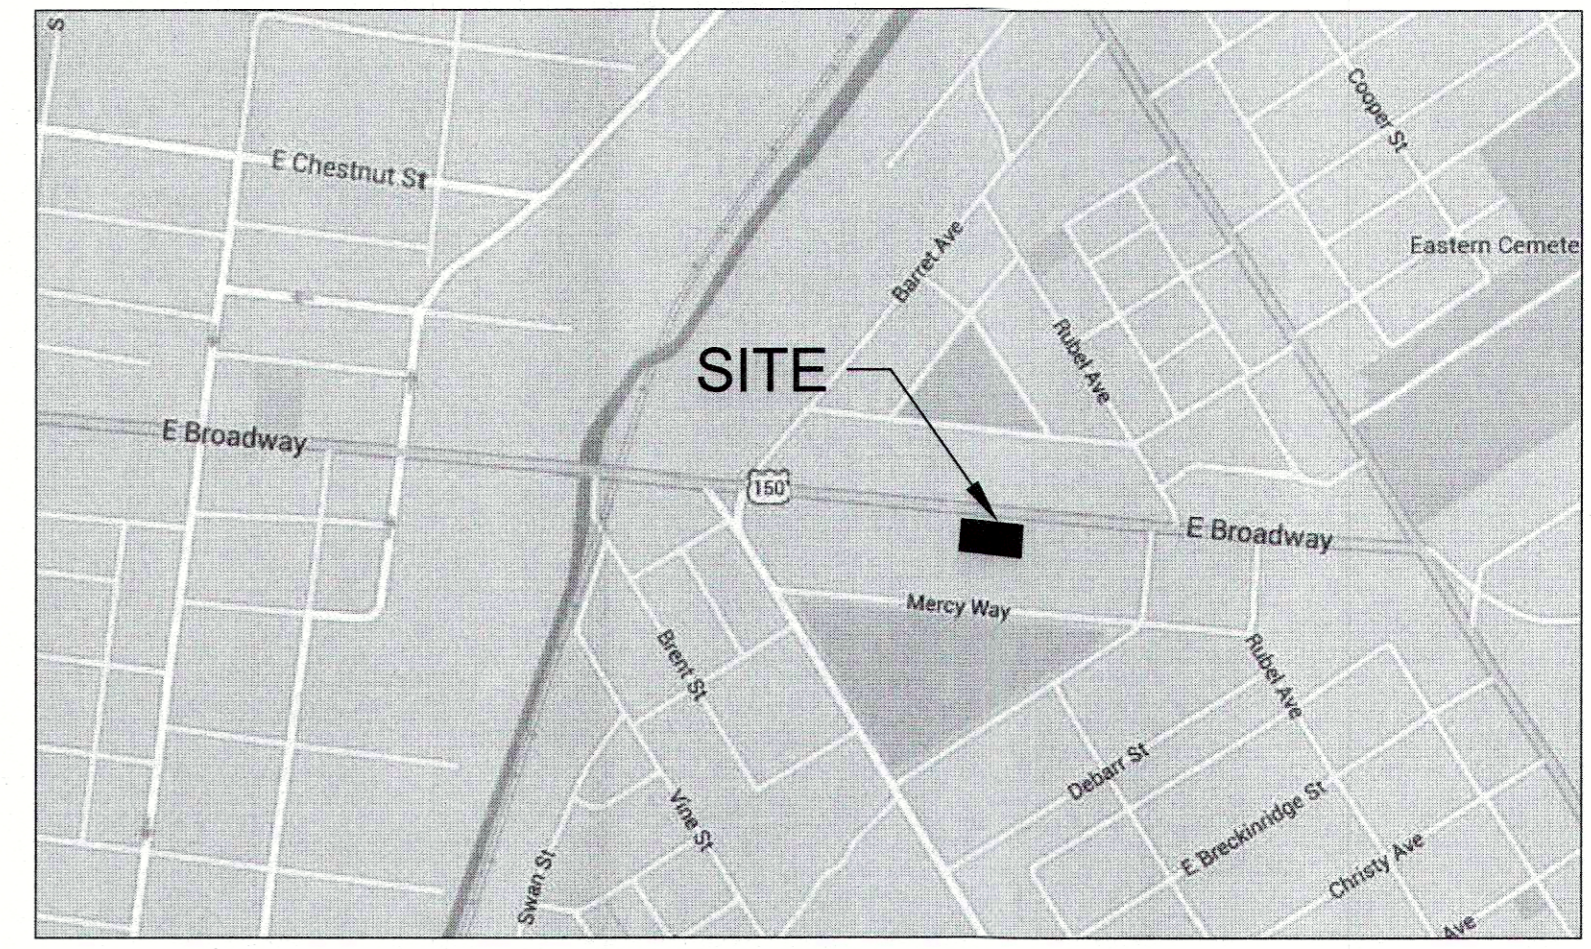 S
E Chestnut St
Cooper St
Eastern Cemete
Barret Ave
Rubel Ave
SITE
E Broadway
150
E Broadway
Mercy Way
Brent St
Rubel Ave
Debarr St
Vine St
E Breckinridge St
Christy Ave
Swan St
Ave